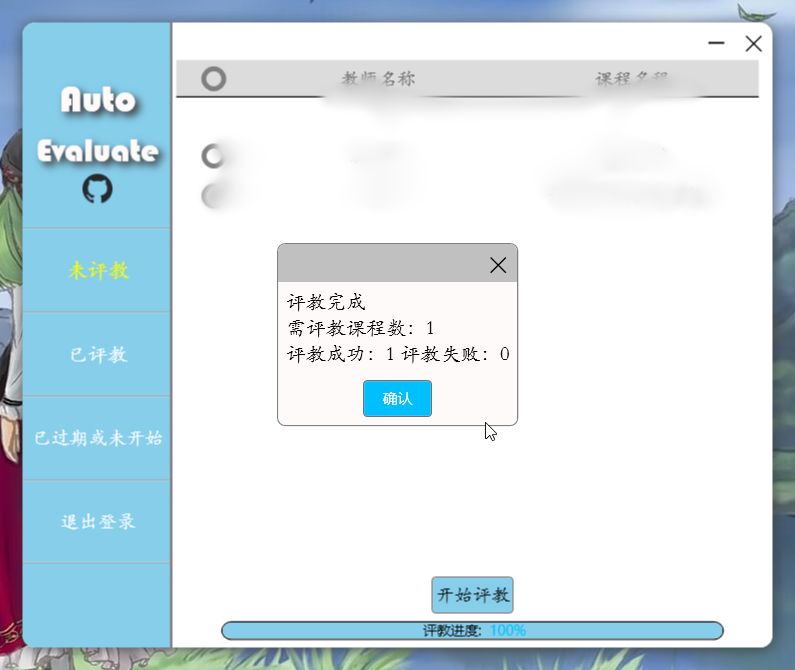 Auto
Evaluate
未评教
已评教
已过期或未开始
退出登录
教师名称 课程名程
评教完成
需评教课程数: 1
评教成功: 1 评教失败: 0
确认
开始评教
评教进度: 100%